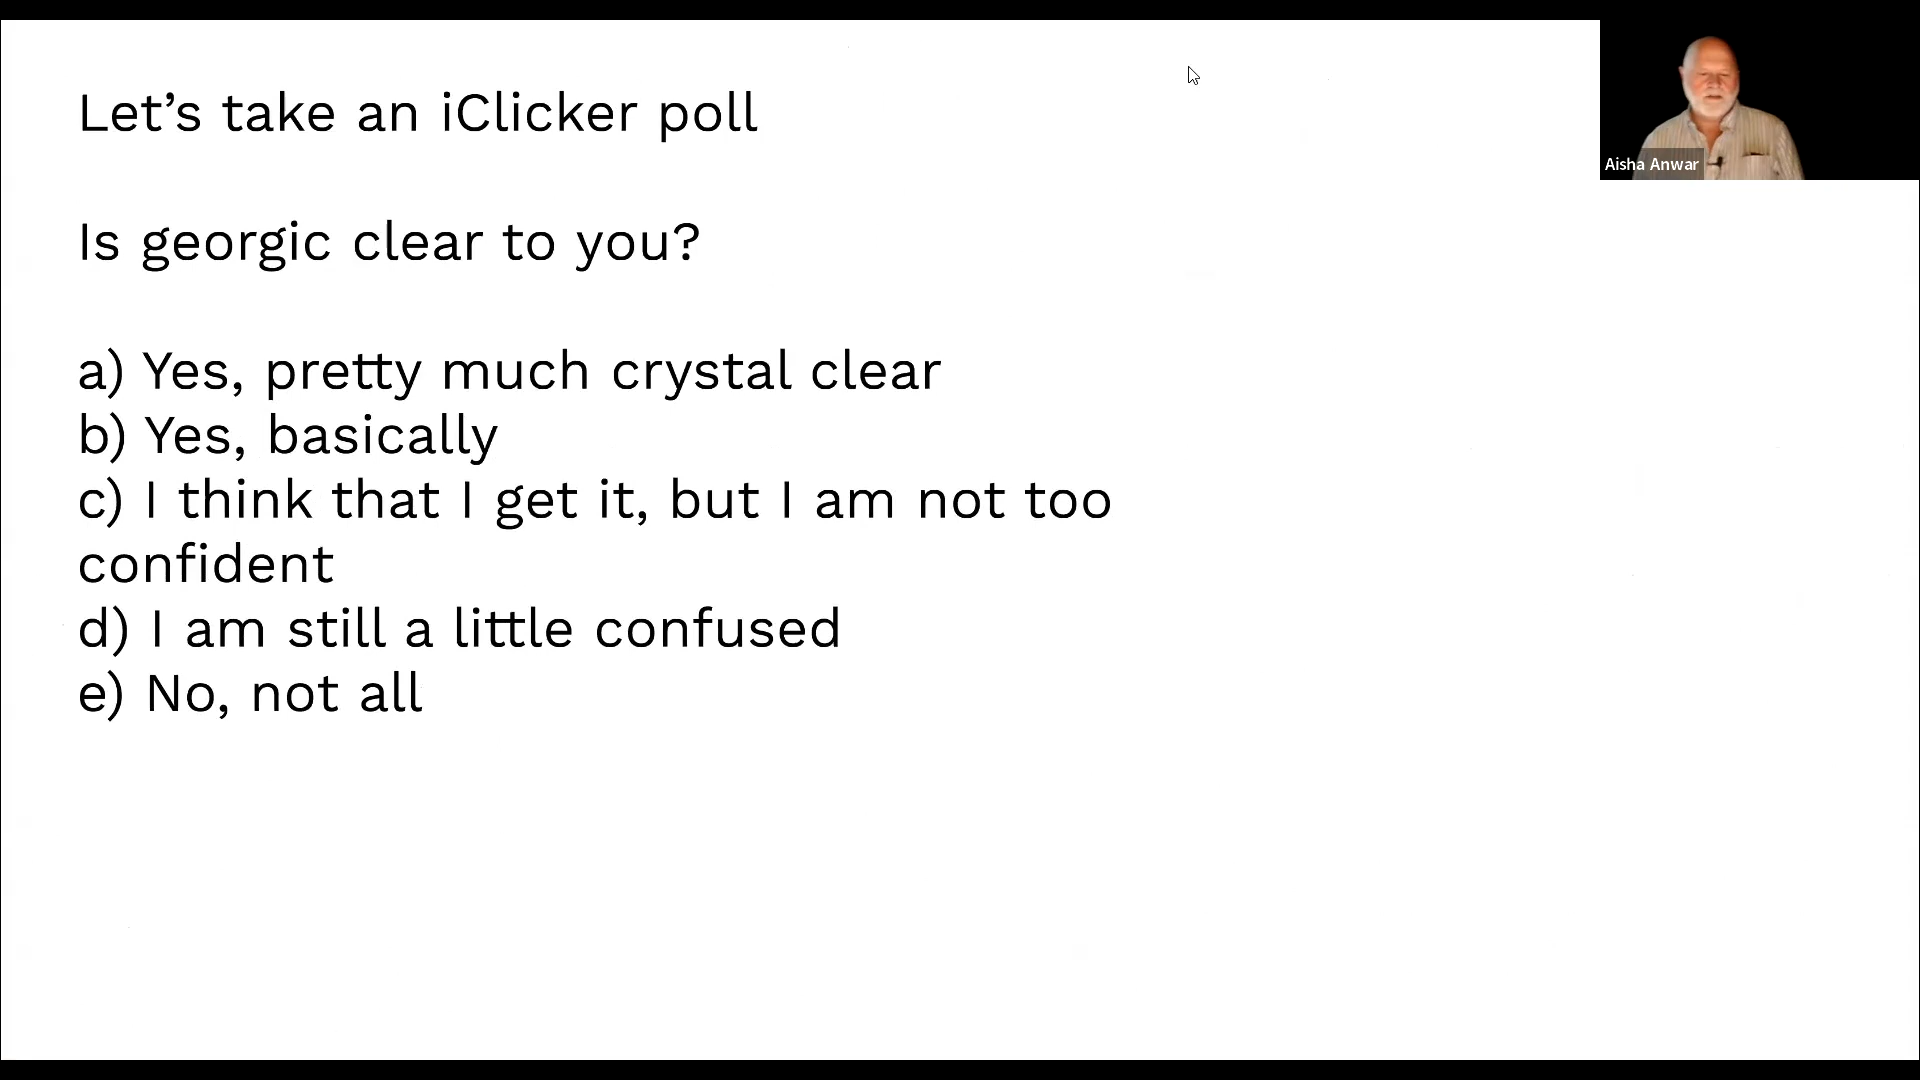 Let’s take an iClicker poll
Is georgic clear to you?
a) Yes, pretty much crystal clear
b) Yes, basically
c) I think that I get it, but I am not too
confident
d) I am still a little confused
e) No, not all
Aisha Anwar